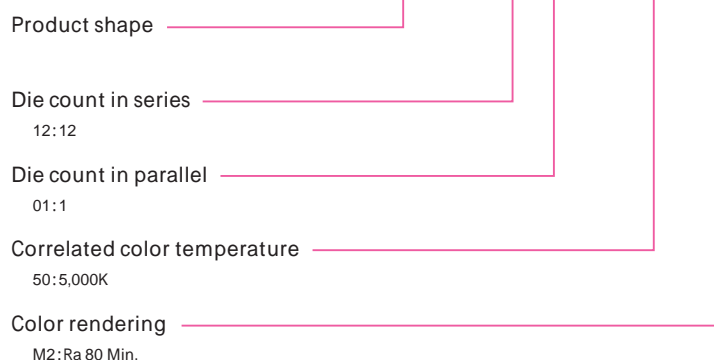 Product shape
Die count in series
12:12
Die count in parallel
01:1
Correlated color temperature
50:5,000K
Color rendering
M2:Ra 80 Min.